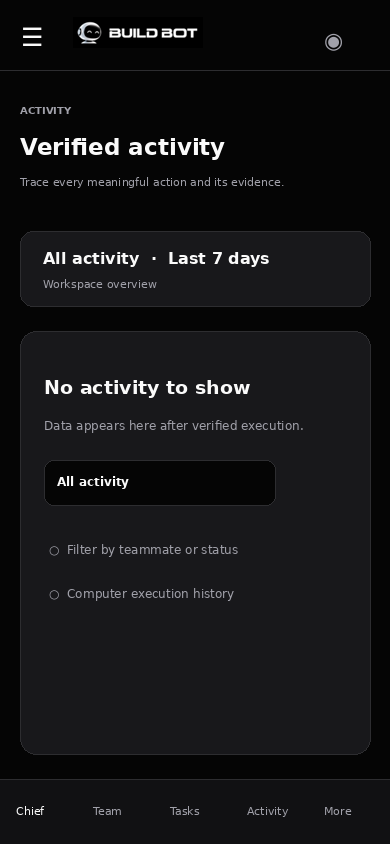 BUILD BOT
ACTIVITY
Verified activity
Trace every meaningful action and its evidence.
All activity · Last 7 days
Workspace overview
No activity to show
Data appears here after verified execution.
All activity
Filter by teammate or status
Computer execution history
Chief Team Tasks Activity More